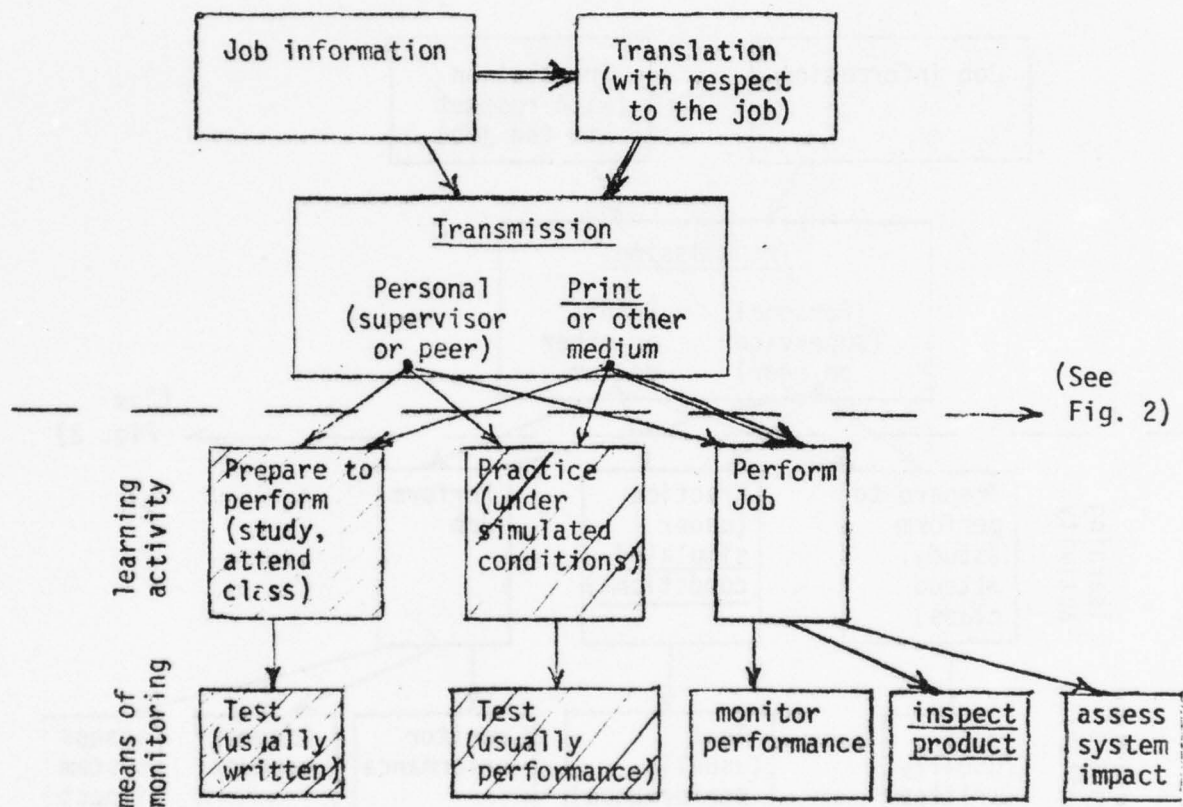 Job information
Translation
(with respect
to the job)
Transmission
Personal
(supervisor
or peer)
Print
or other
medium
(See
Fig. 2)
learning
activity
Prepare to
perform
(study,
attend
class)
Practice
(under
simulated
conditions)
Perform
Job
means of
monitoring
Test
(usually
written)
Test
(usually
performance)
monitor
performance
inspect
product
assess
system
impact